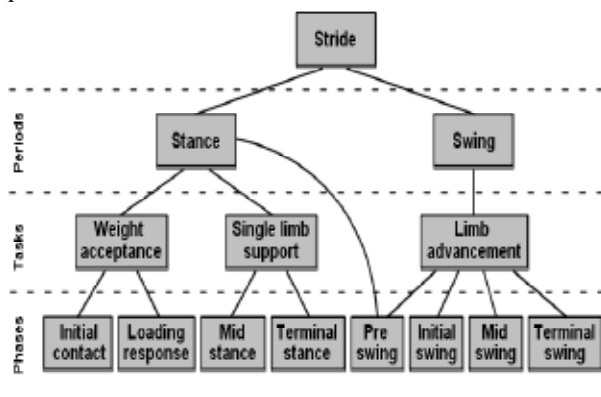 Stride
Periods
Stance
Swing
Tasks
Weight
acceptance
Single limb
support
Limb
advancement
Phases
Initial
contact
Loading
response
Mid
stance
Terminal
stance
Pre
swing
Initial
swing
Mid
swing
Terminal
swing